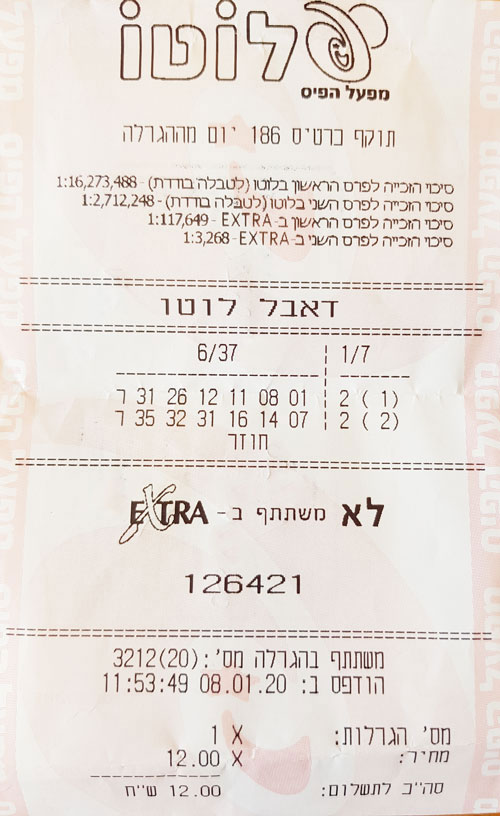 לוטו
מפעל הפיס
תוקף כרטיס 186 יום מההגרלה
סיכוי הזכייה לפרס הראשון בלוטו (לטבלה בודדת) - 1:16,273,488
סיכוי הזכייה לפרס השני בלוטו (לטבלה בודדת) - 1:2,712,248
סיכוי הזכייה לפרס הראשון ב-EXTRA - 1:117,649
סיכוי הזכייה לפרס השני ב-EXTRA - 1:3,268
דאבל לוטו
1/7 6/37
(1) 2 01 08 11 12 26 31 ר
(2) 2 07 14 16 31 32 35 ר
חוזר
לא משתתף ב- EXTRA
126421
משתתף בהגרלה מס': 3212(20)
הודפס ב: 08.01.20 11:53:49
מס' הגרלות: X 1
מחיר: X 12.00
סה"ב לתשלום: 12.00 ש"ח